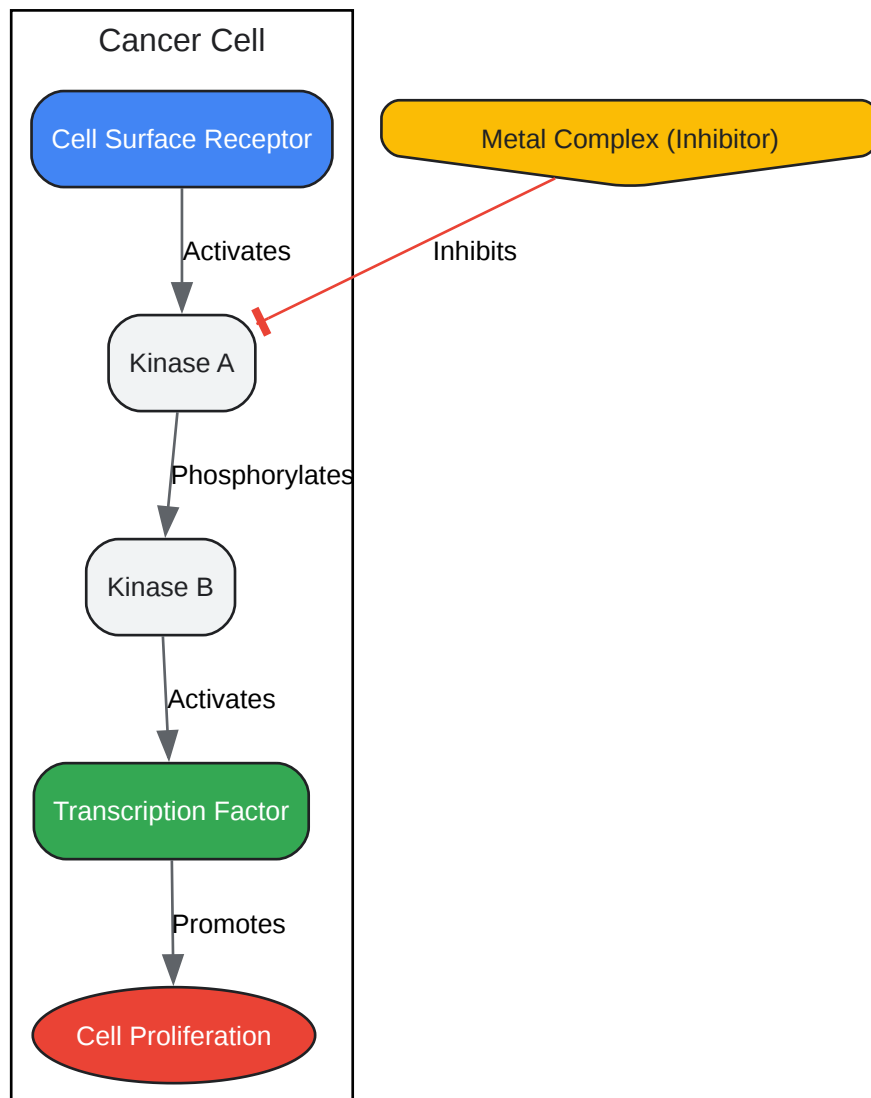 Cancer Cell
Cell Surface Receptor
Metal Complex (Inhibitor)
Activates
Inhibits
Kinase A
Phosphorylates
Kinase B
Activates
Transcription Factor
Promotes
Cell Proliferation